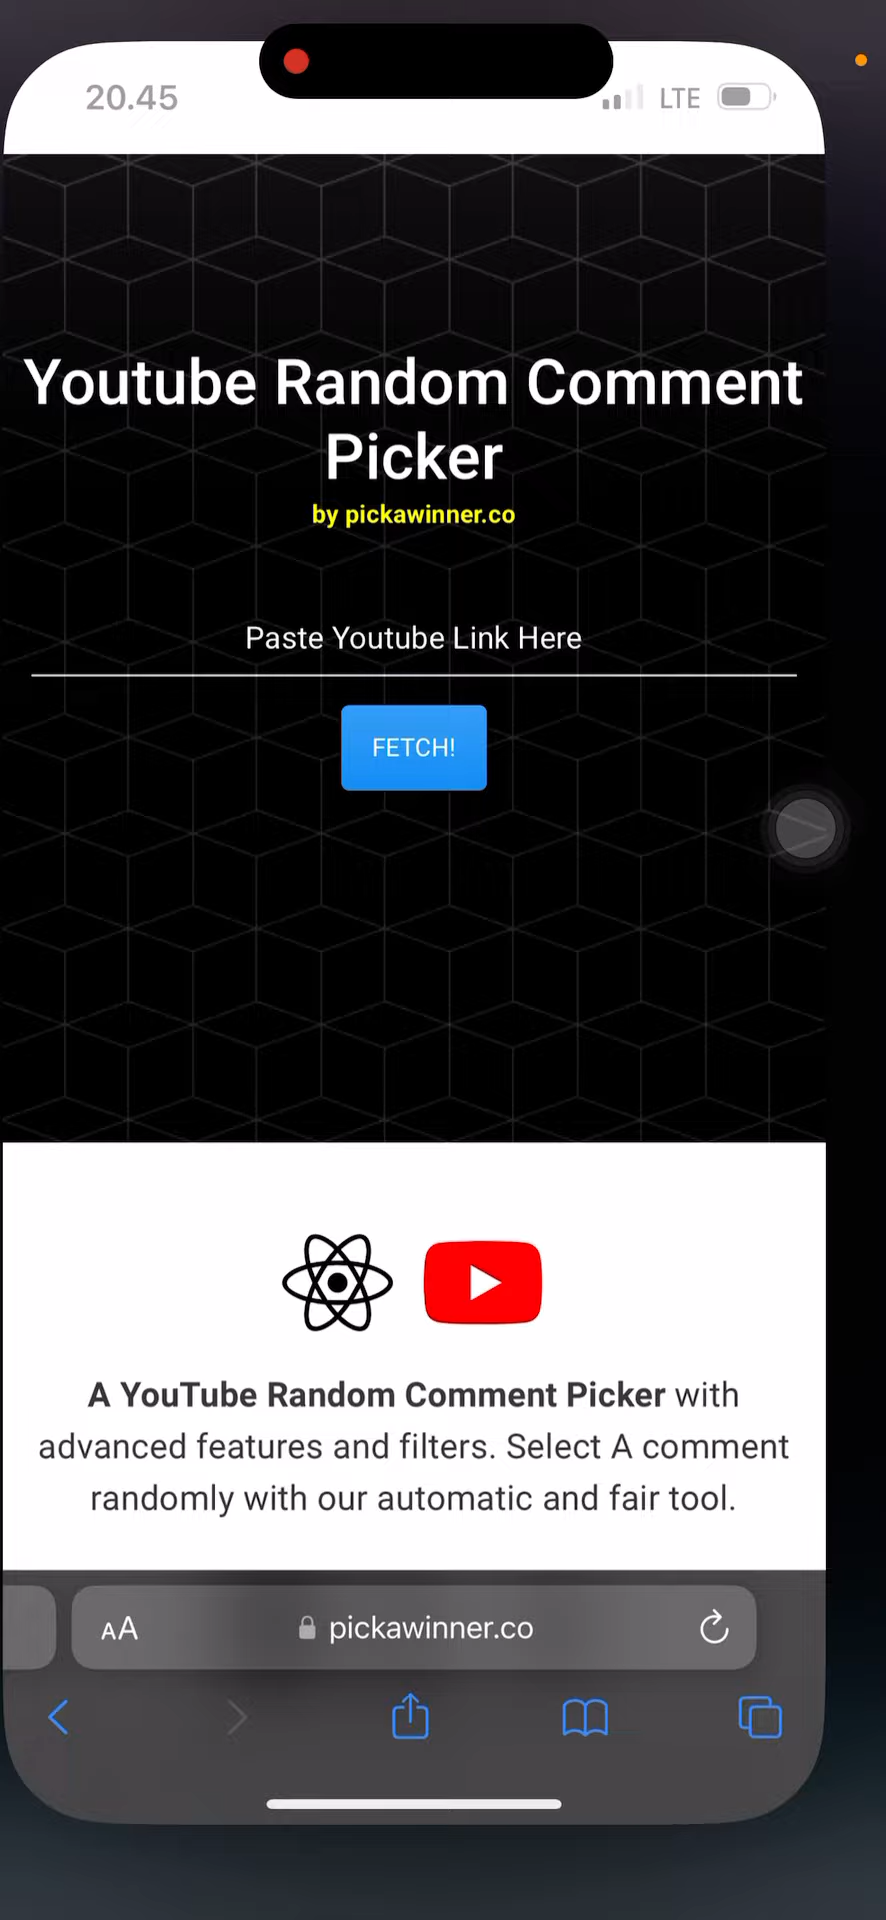 20.45
LTE
Youtube Random Comment
Picker
by pickawinner.co
Paste Youtube Link Here
FETCH!
A YouTube Random Comment Picker with
advanced features and filters. Select A comment
randomly with our automatic and fair tool.
AA
pickawinner.co